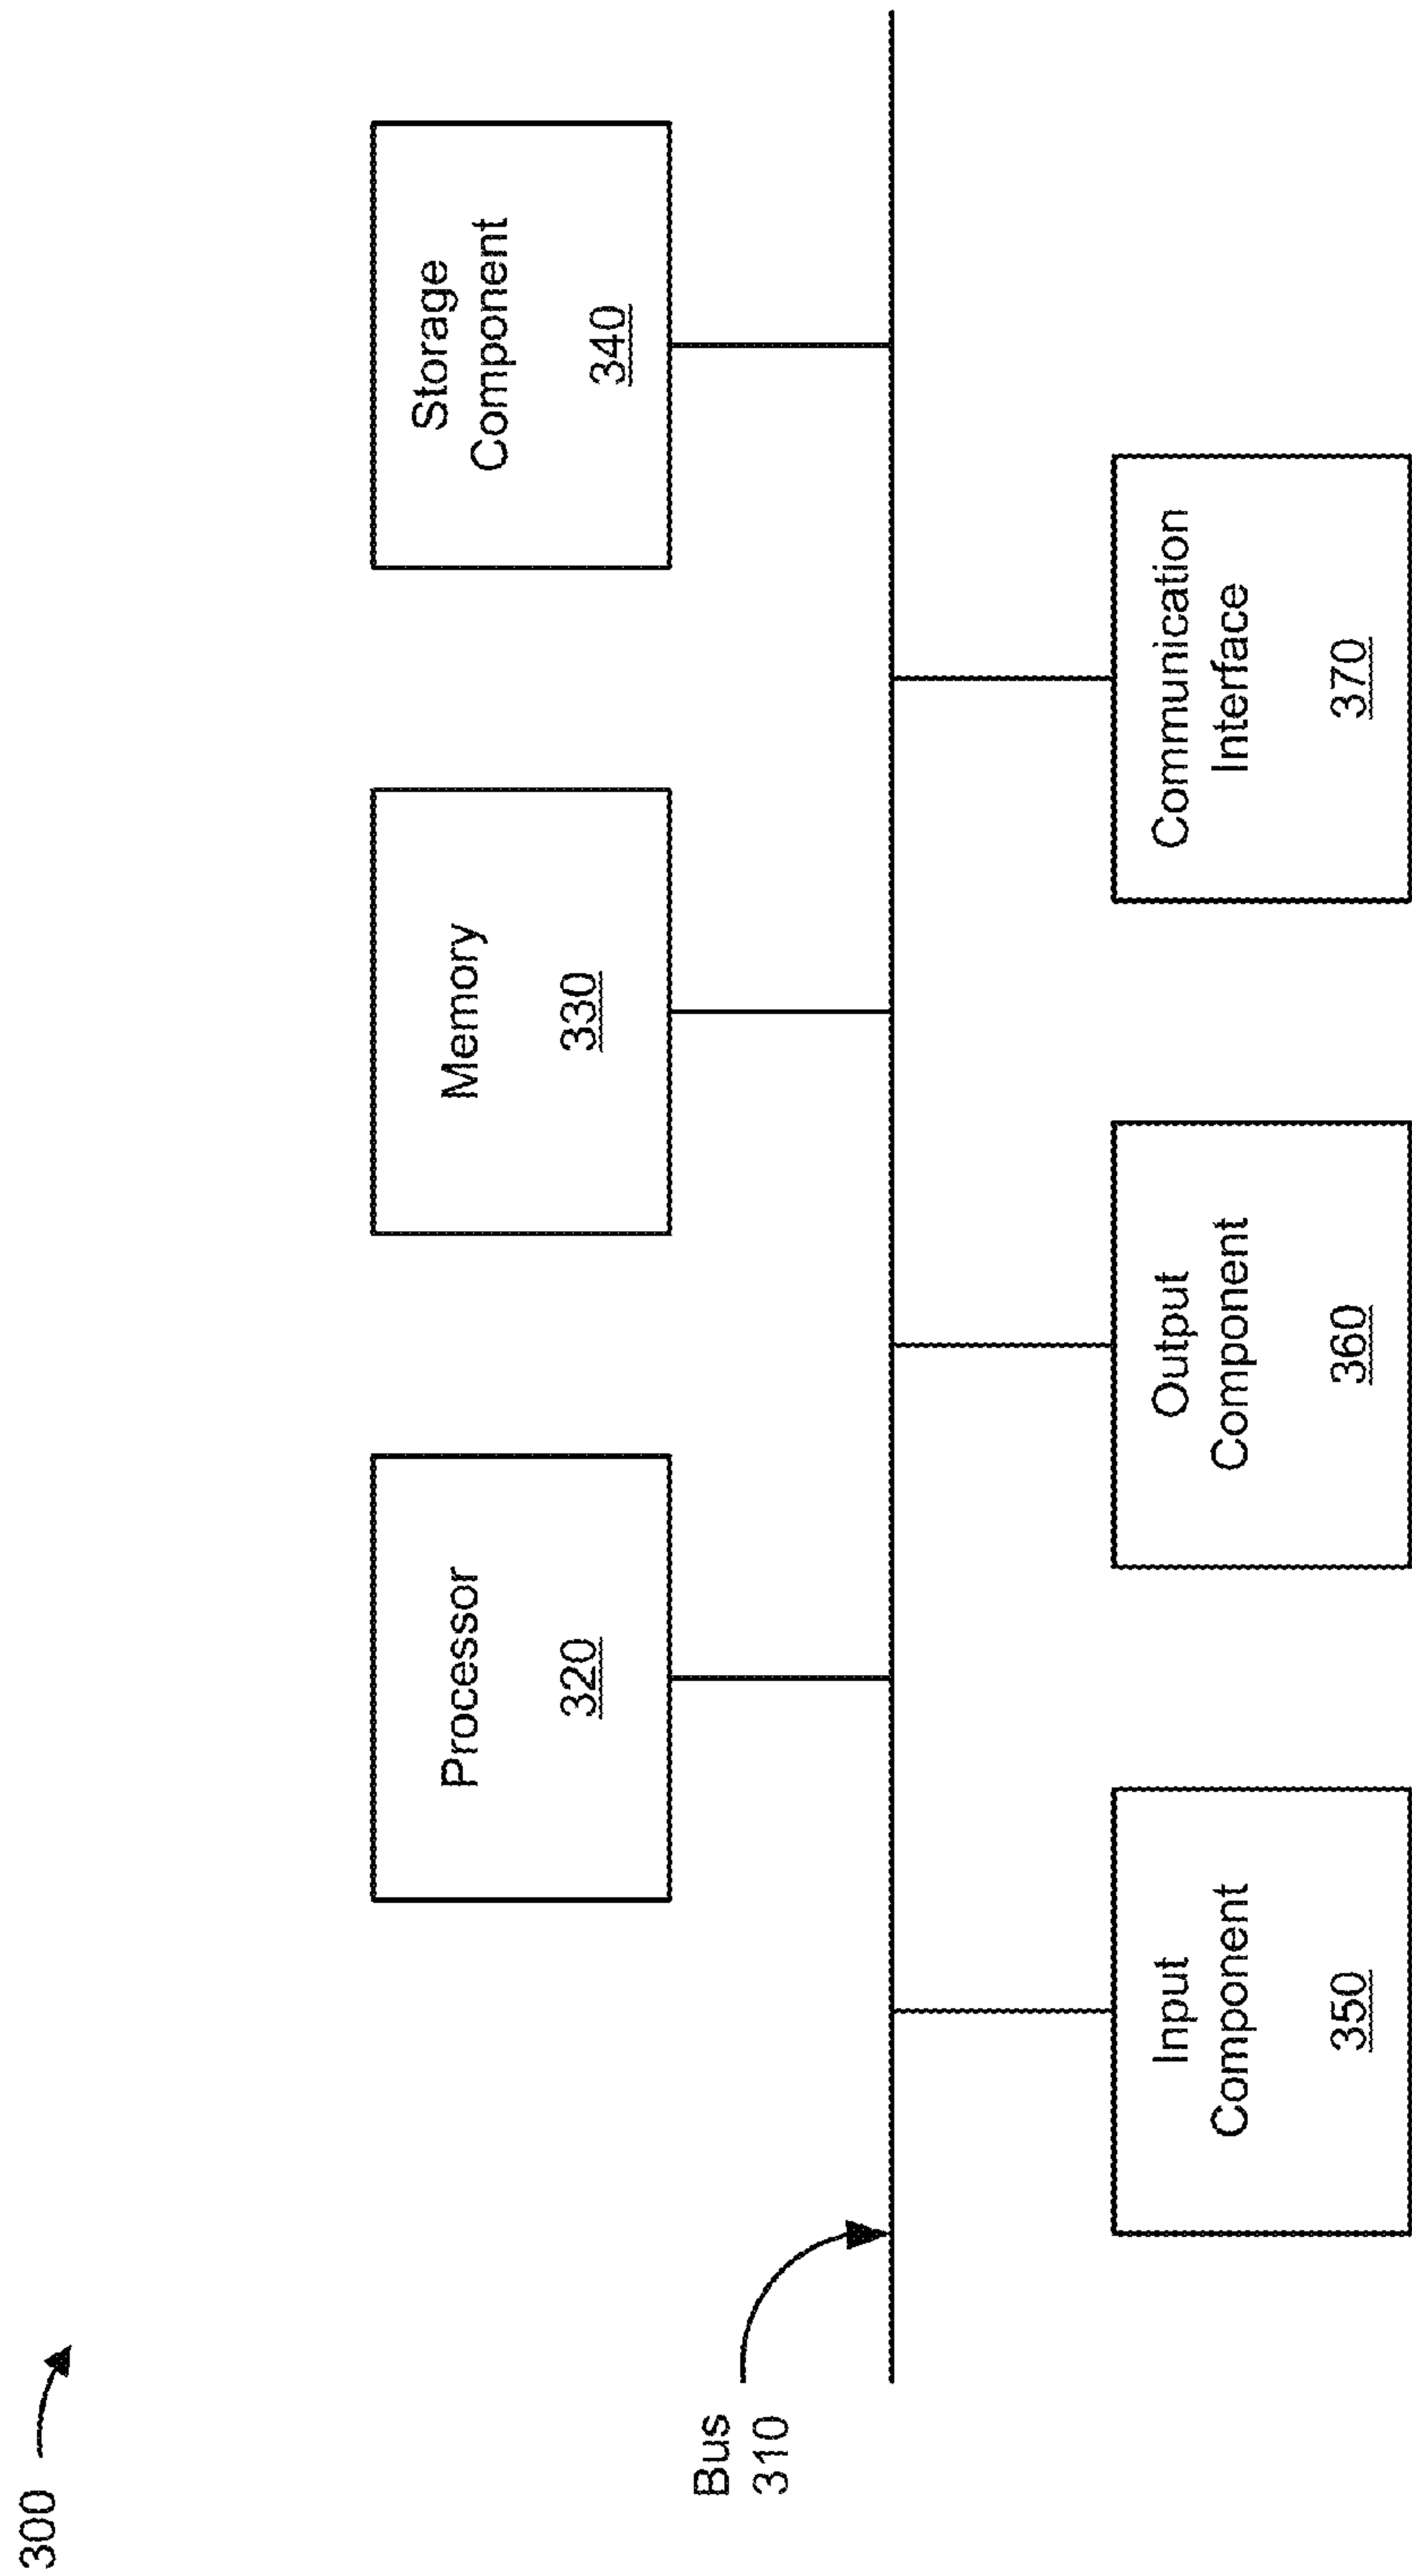 300
Processor
320
Memory
330
Storage
Component
340
Bus
310
Input
Component
350
Output
Component
360
Communication
Interface
370